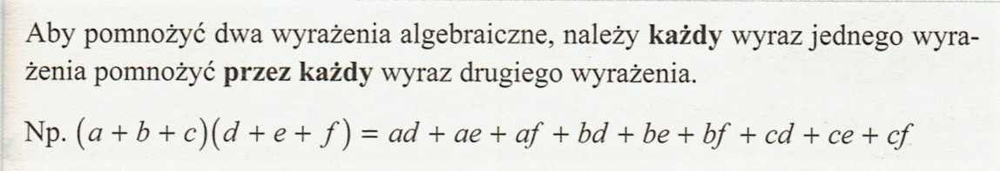 Aby pomnożyć dwa wyrażenia algebraiczne, należy każdy wyraz jednego wyra-
żenia pomnożyć przez każdy wyraz drugiego wyrażenia.
Np. (a + b + c)(d + e + f) = ad + ae + af + bd + be + bf + cd + ce + cf